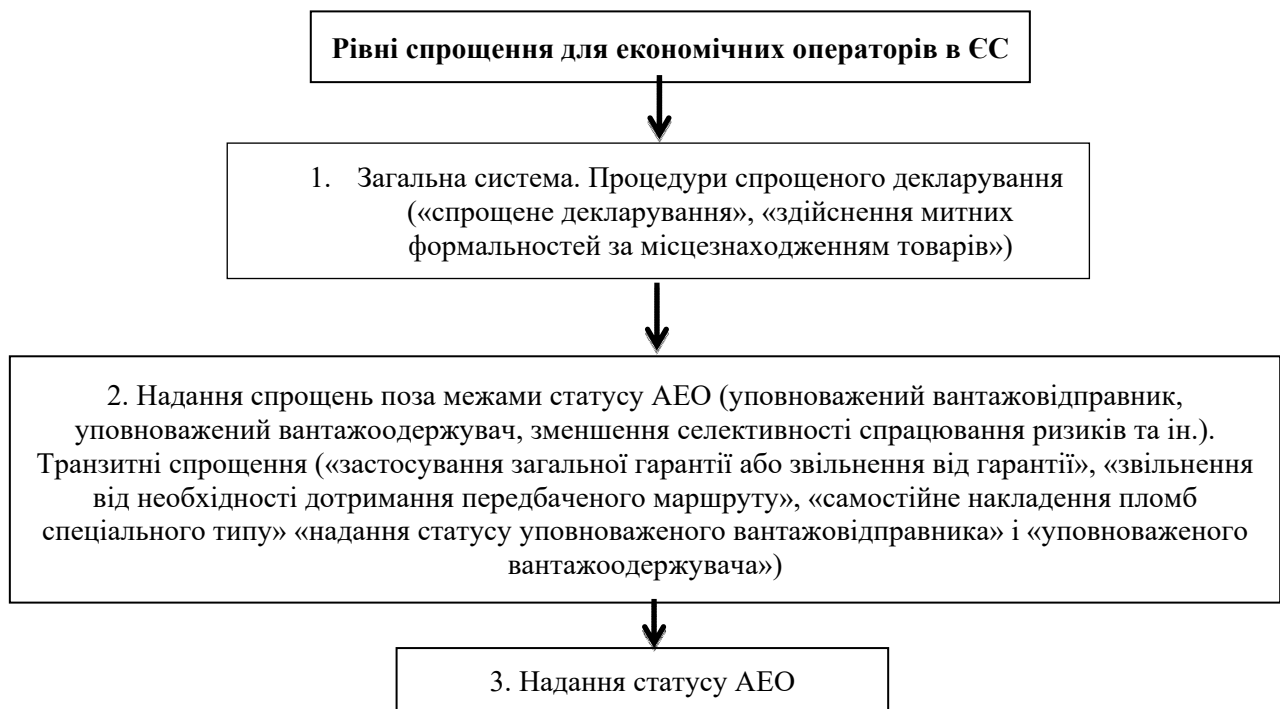 Рівні спрощення для економічних операторів в ЄС
1. Загальна система. Процедури спрощеного декларування
(«спрощене декларування», «здійснення митних
формальностей за місцезнаходженням товарів»)
2. Надання спрощень поза межами статусу АЕО (уповноважений вантажовідправник,
уповноважений вантажоодержувач, зменшення селективності спрацювання ризиків та ін.).
Транзитні спрощення («застосування загальної гарантії або звільнення від гарантії», «звільнення
від необхідності дотримання передбаченого маршруту», «самостійне накладення пломб
спеціального типу» «надання статусу уповноваженого вантажовідправника» і «уповноваженого
вантажоодержувача»)
3. Надання статусу АЕО